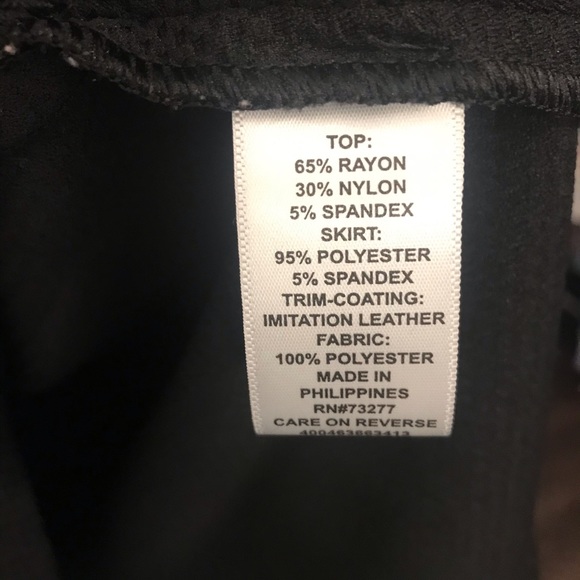 TOP:
65% RAYON
30% NYLON
5% SPANDEX
SKIRT:
95% POLYESTER
5% SPANDEX
TRIM-COATING:
IMITATION LEATHER
FABRIC:
100% POLYESTER
MADE IN
PHILIPPINES
RN#73277
CARE ON REVERSE
400463663413